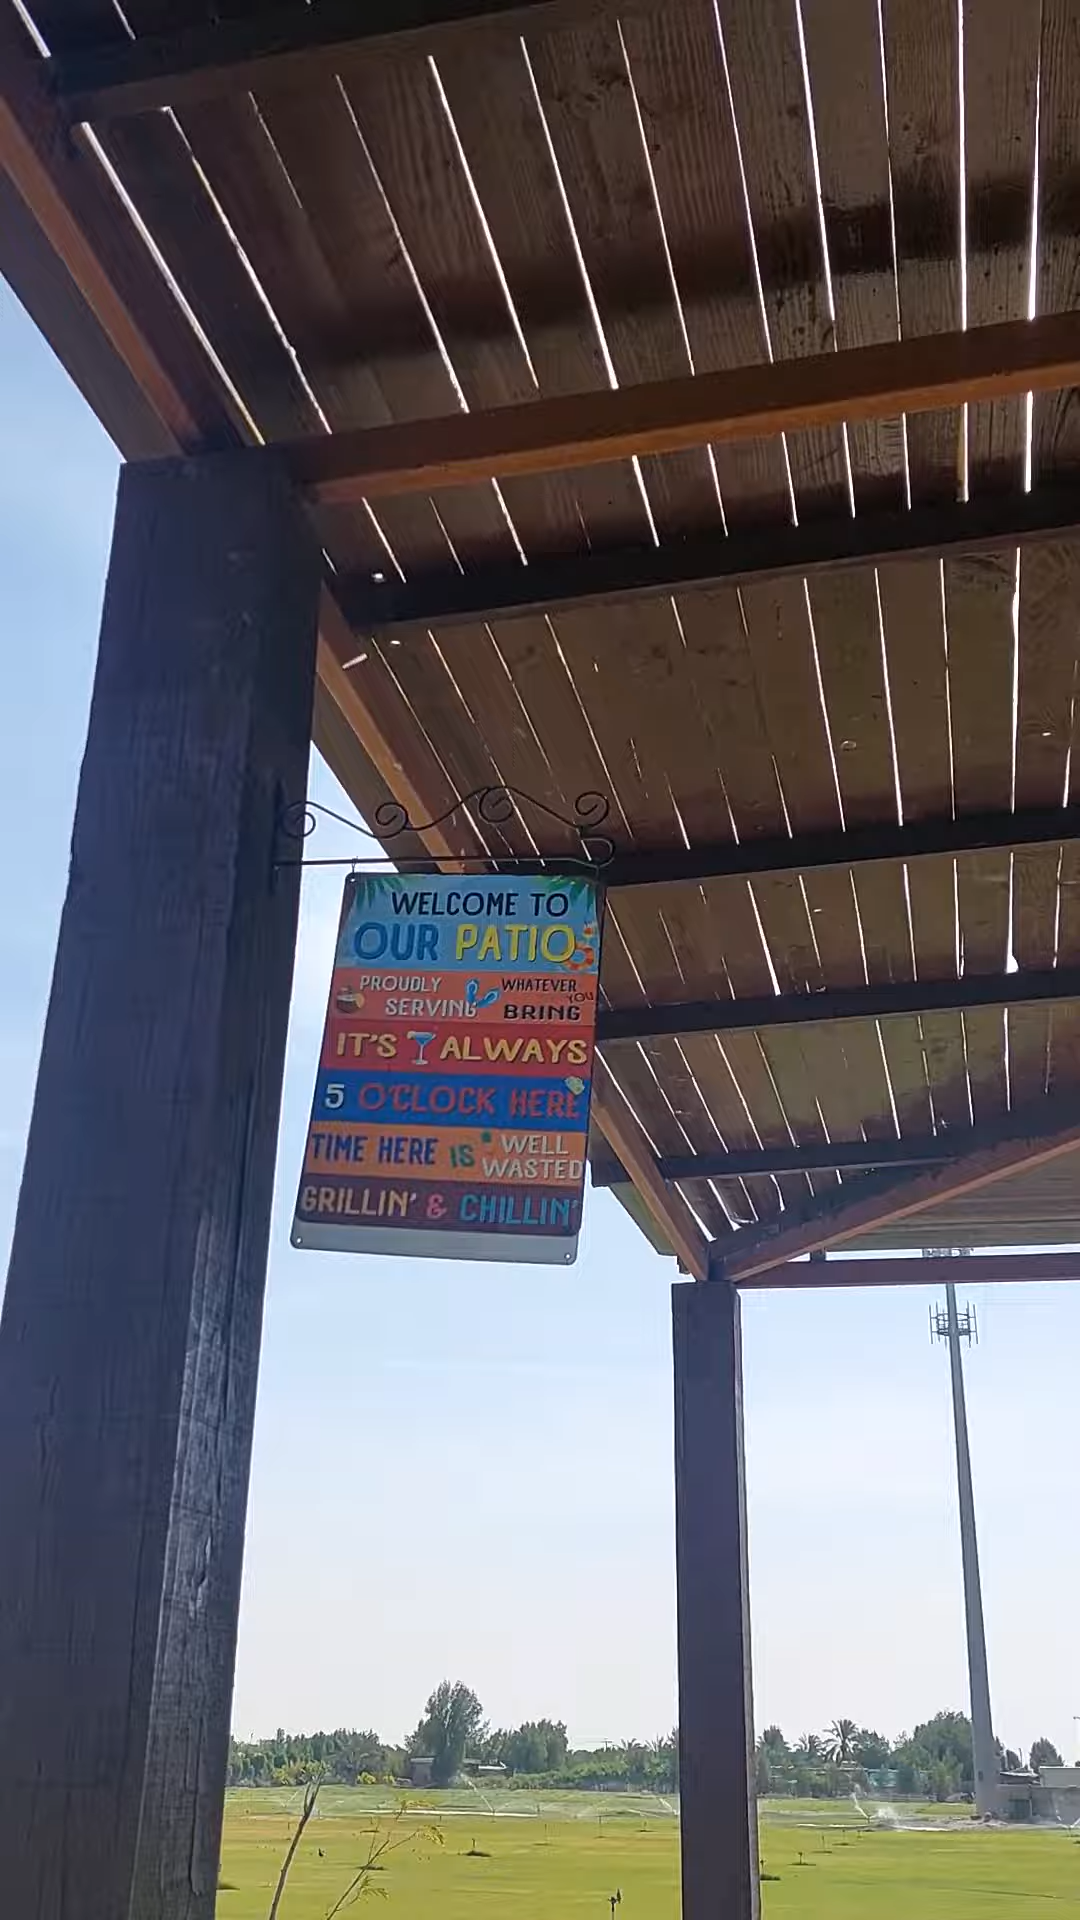 WELCOME TO
OUR PATIO
PROUDLY SERVING WHATEVER YOU BRING
IT'S ALWAYS
5 O'CLOCK HERE
TIME HERE IS WELL WASTED
GRILLIN' & CHILLIN'